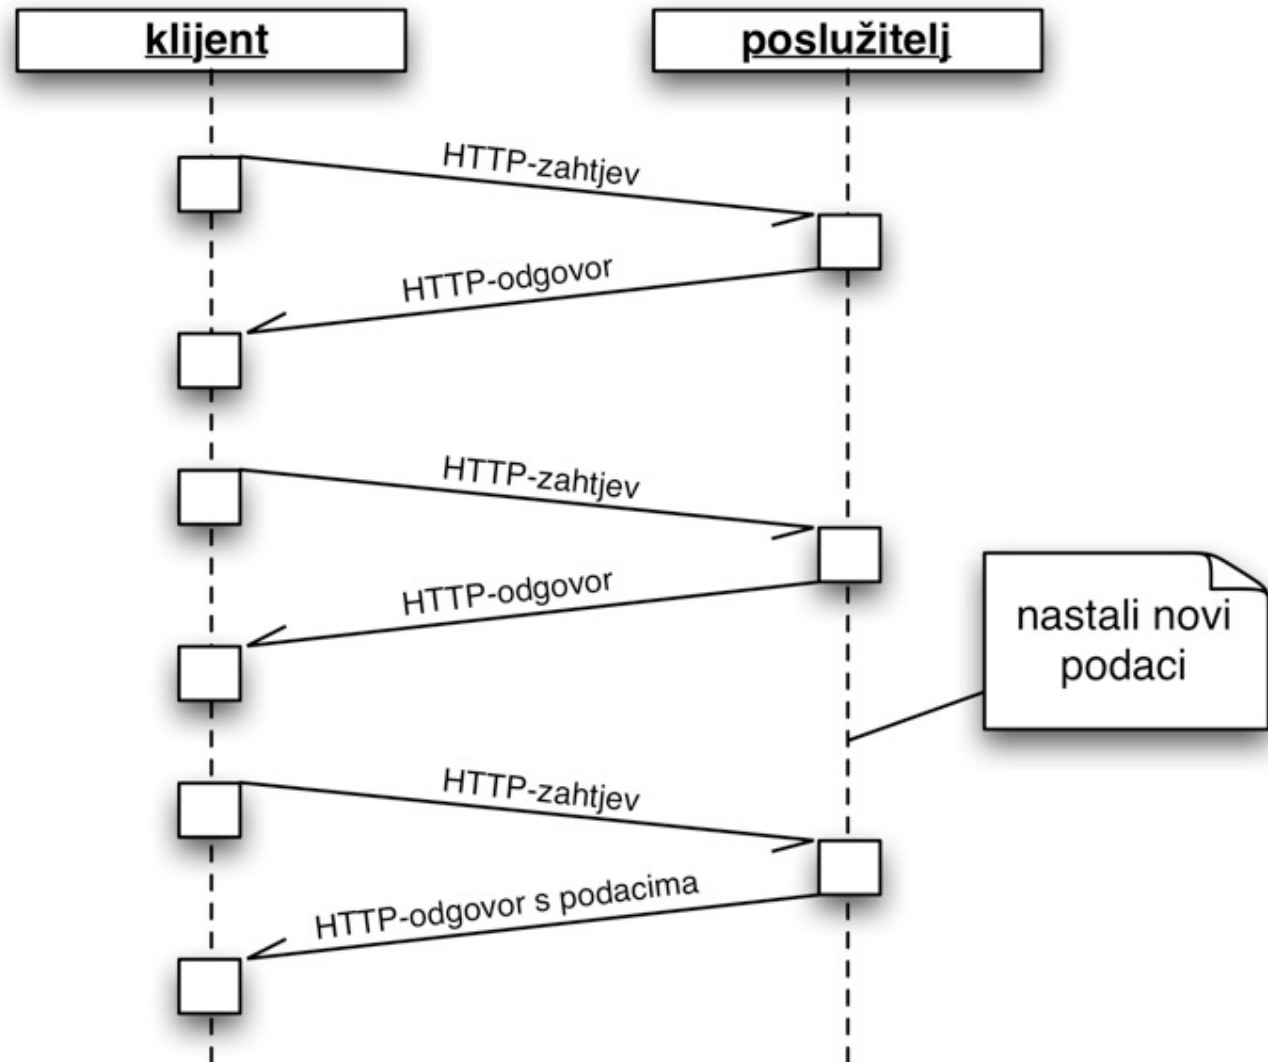 klijent
poslužitelj
HTTP-zahtjev
HTTP-odgovor
HTTP-zahtjev
HTTP-odgovor
nastali novi
podaci
HTTP-zahtjev
HTTP-odgovor s podacima